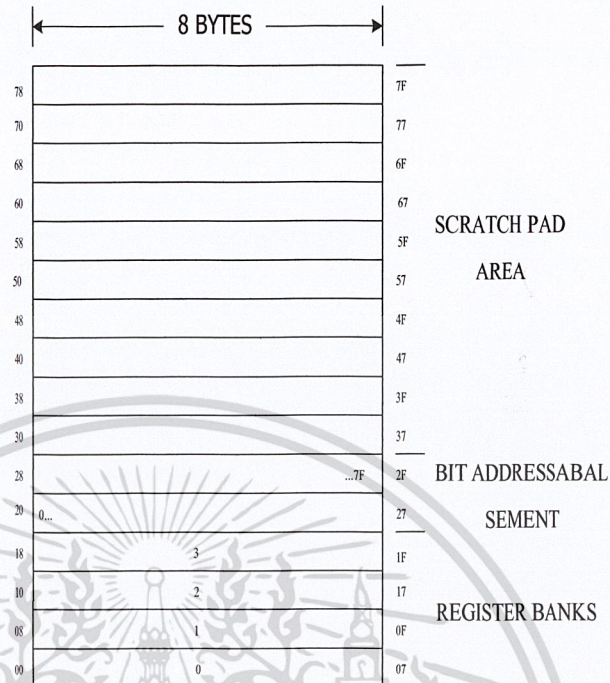 8 BYTES
78 7F
70 77
68 6F
60 67
SCRATCH PAD
58 5F
AREA
50 57
48 4F
40 47
38 3F
30 37
28 ...7F 2F BIT ADDRESSABAL
20 0... 27 SEMENT
18 3 1F
10 2 17
REGISTER BANKS
08 1 0F
00 0 07